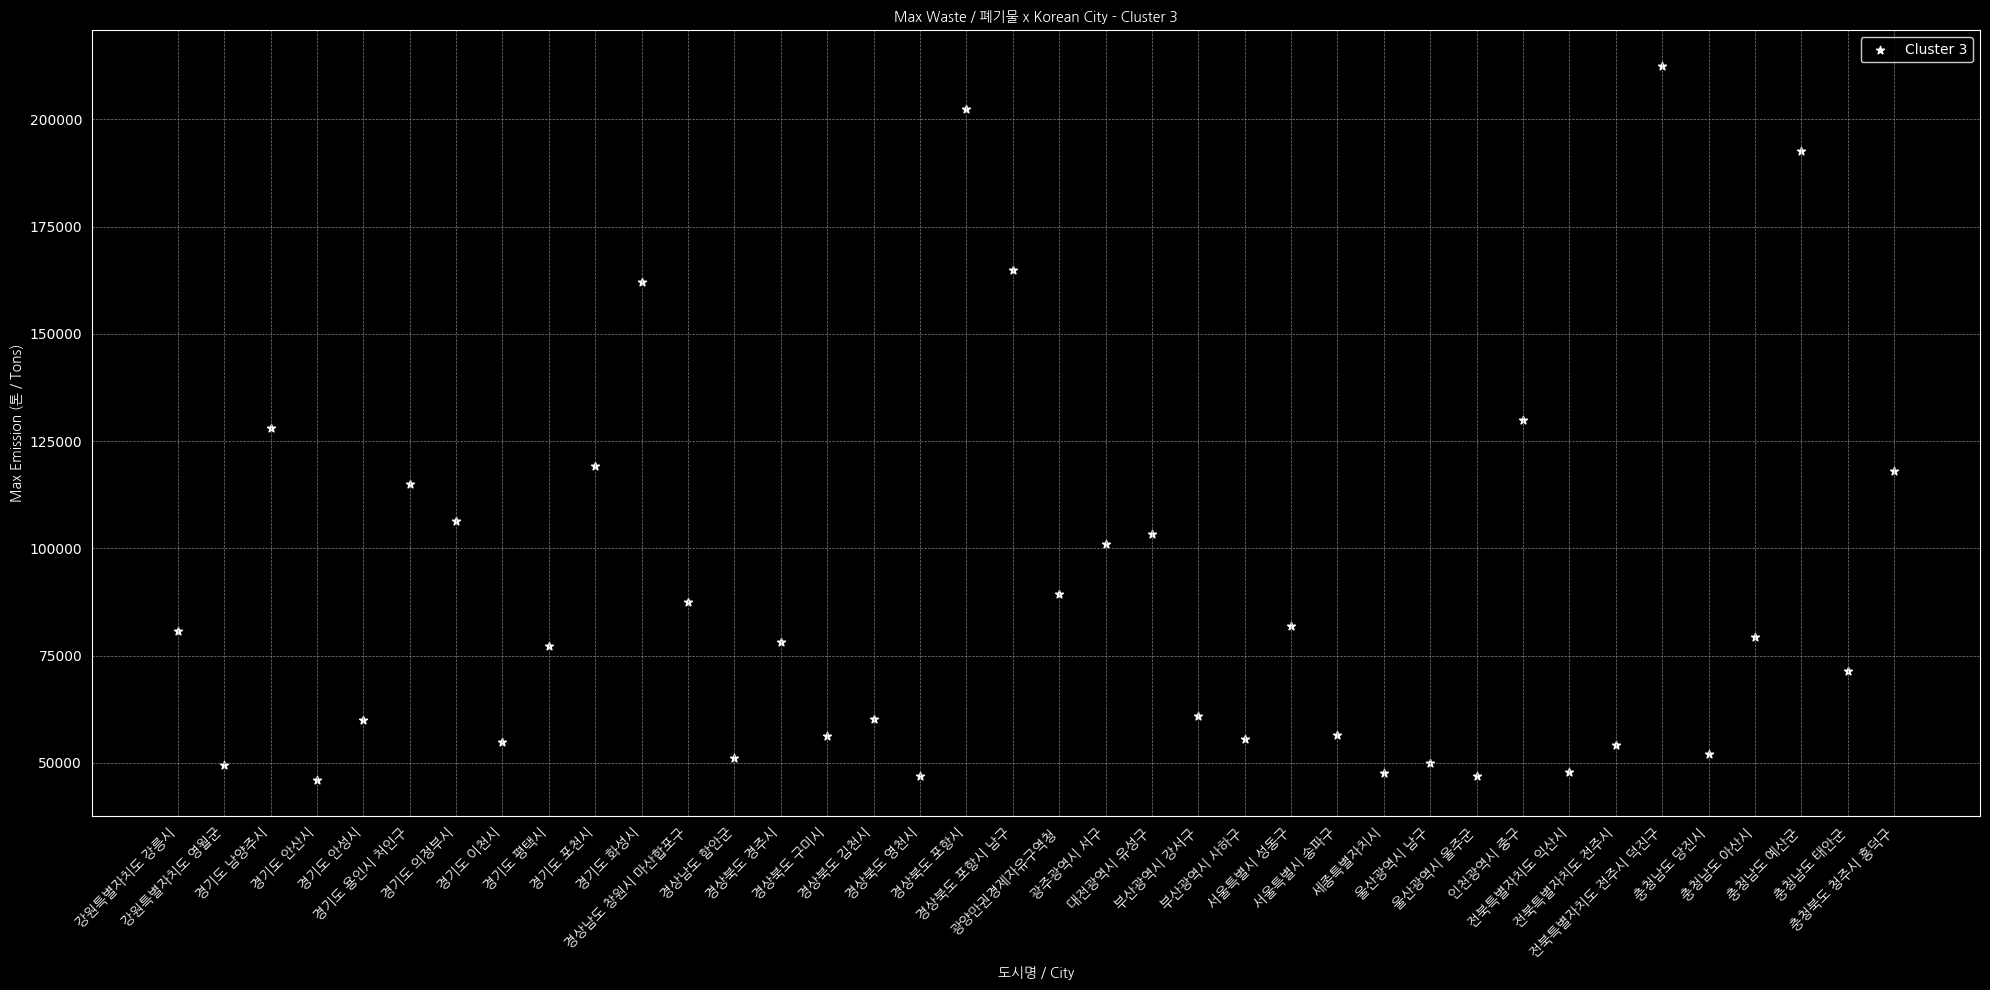 Max Waste / 폐기물 x Korean City - Cluster 3
Cluster 3
200000
175000
150000
125000
100000
75000
50000
Max Emission (톤 / Tons)
강원특별자치도 강릉시
강원특별자치도 영월군
경기도 남양주시
경기도 안산시
경기도 안성시
경기도 용인시 처인구
경기도 의정부시
경기도 이천시
경기도 평택시
경기도 포천시
경기도 화성시
경상남도 창원시 마산합포구
경상남도 함안군
경상북도 경주시
경상북도 구미시
경상북도 김천시
경상북도 영천시
경상북도 포항시
경상북도 포항시 남구
광양만권경제자유구역청
광주광역시 서구
대전광역시 유성구
부산광역시 강서구
부산광역시 사하구
서울특별시 성동구
서울특별시 송파구
세종특별자치시
울산광역시 남구
울산광역시 울주군
인천광역시 중구
전북특별자치도 익산시
전북특별자치도 전주시
전북특별자치도 전주시 덕진구
충청남도 당진시
충청남도 아산시
충청남도 예산군
충청남도 태안군
충청북도 청주시 흥덕구
도시명 / City